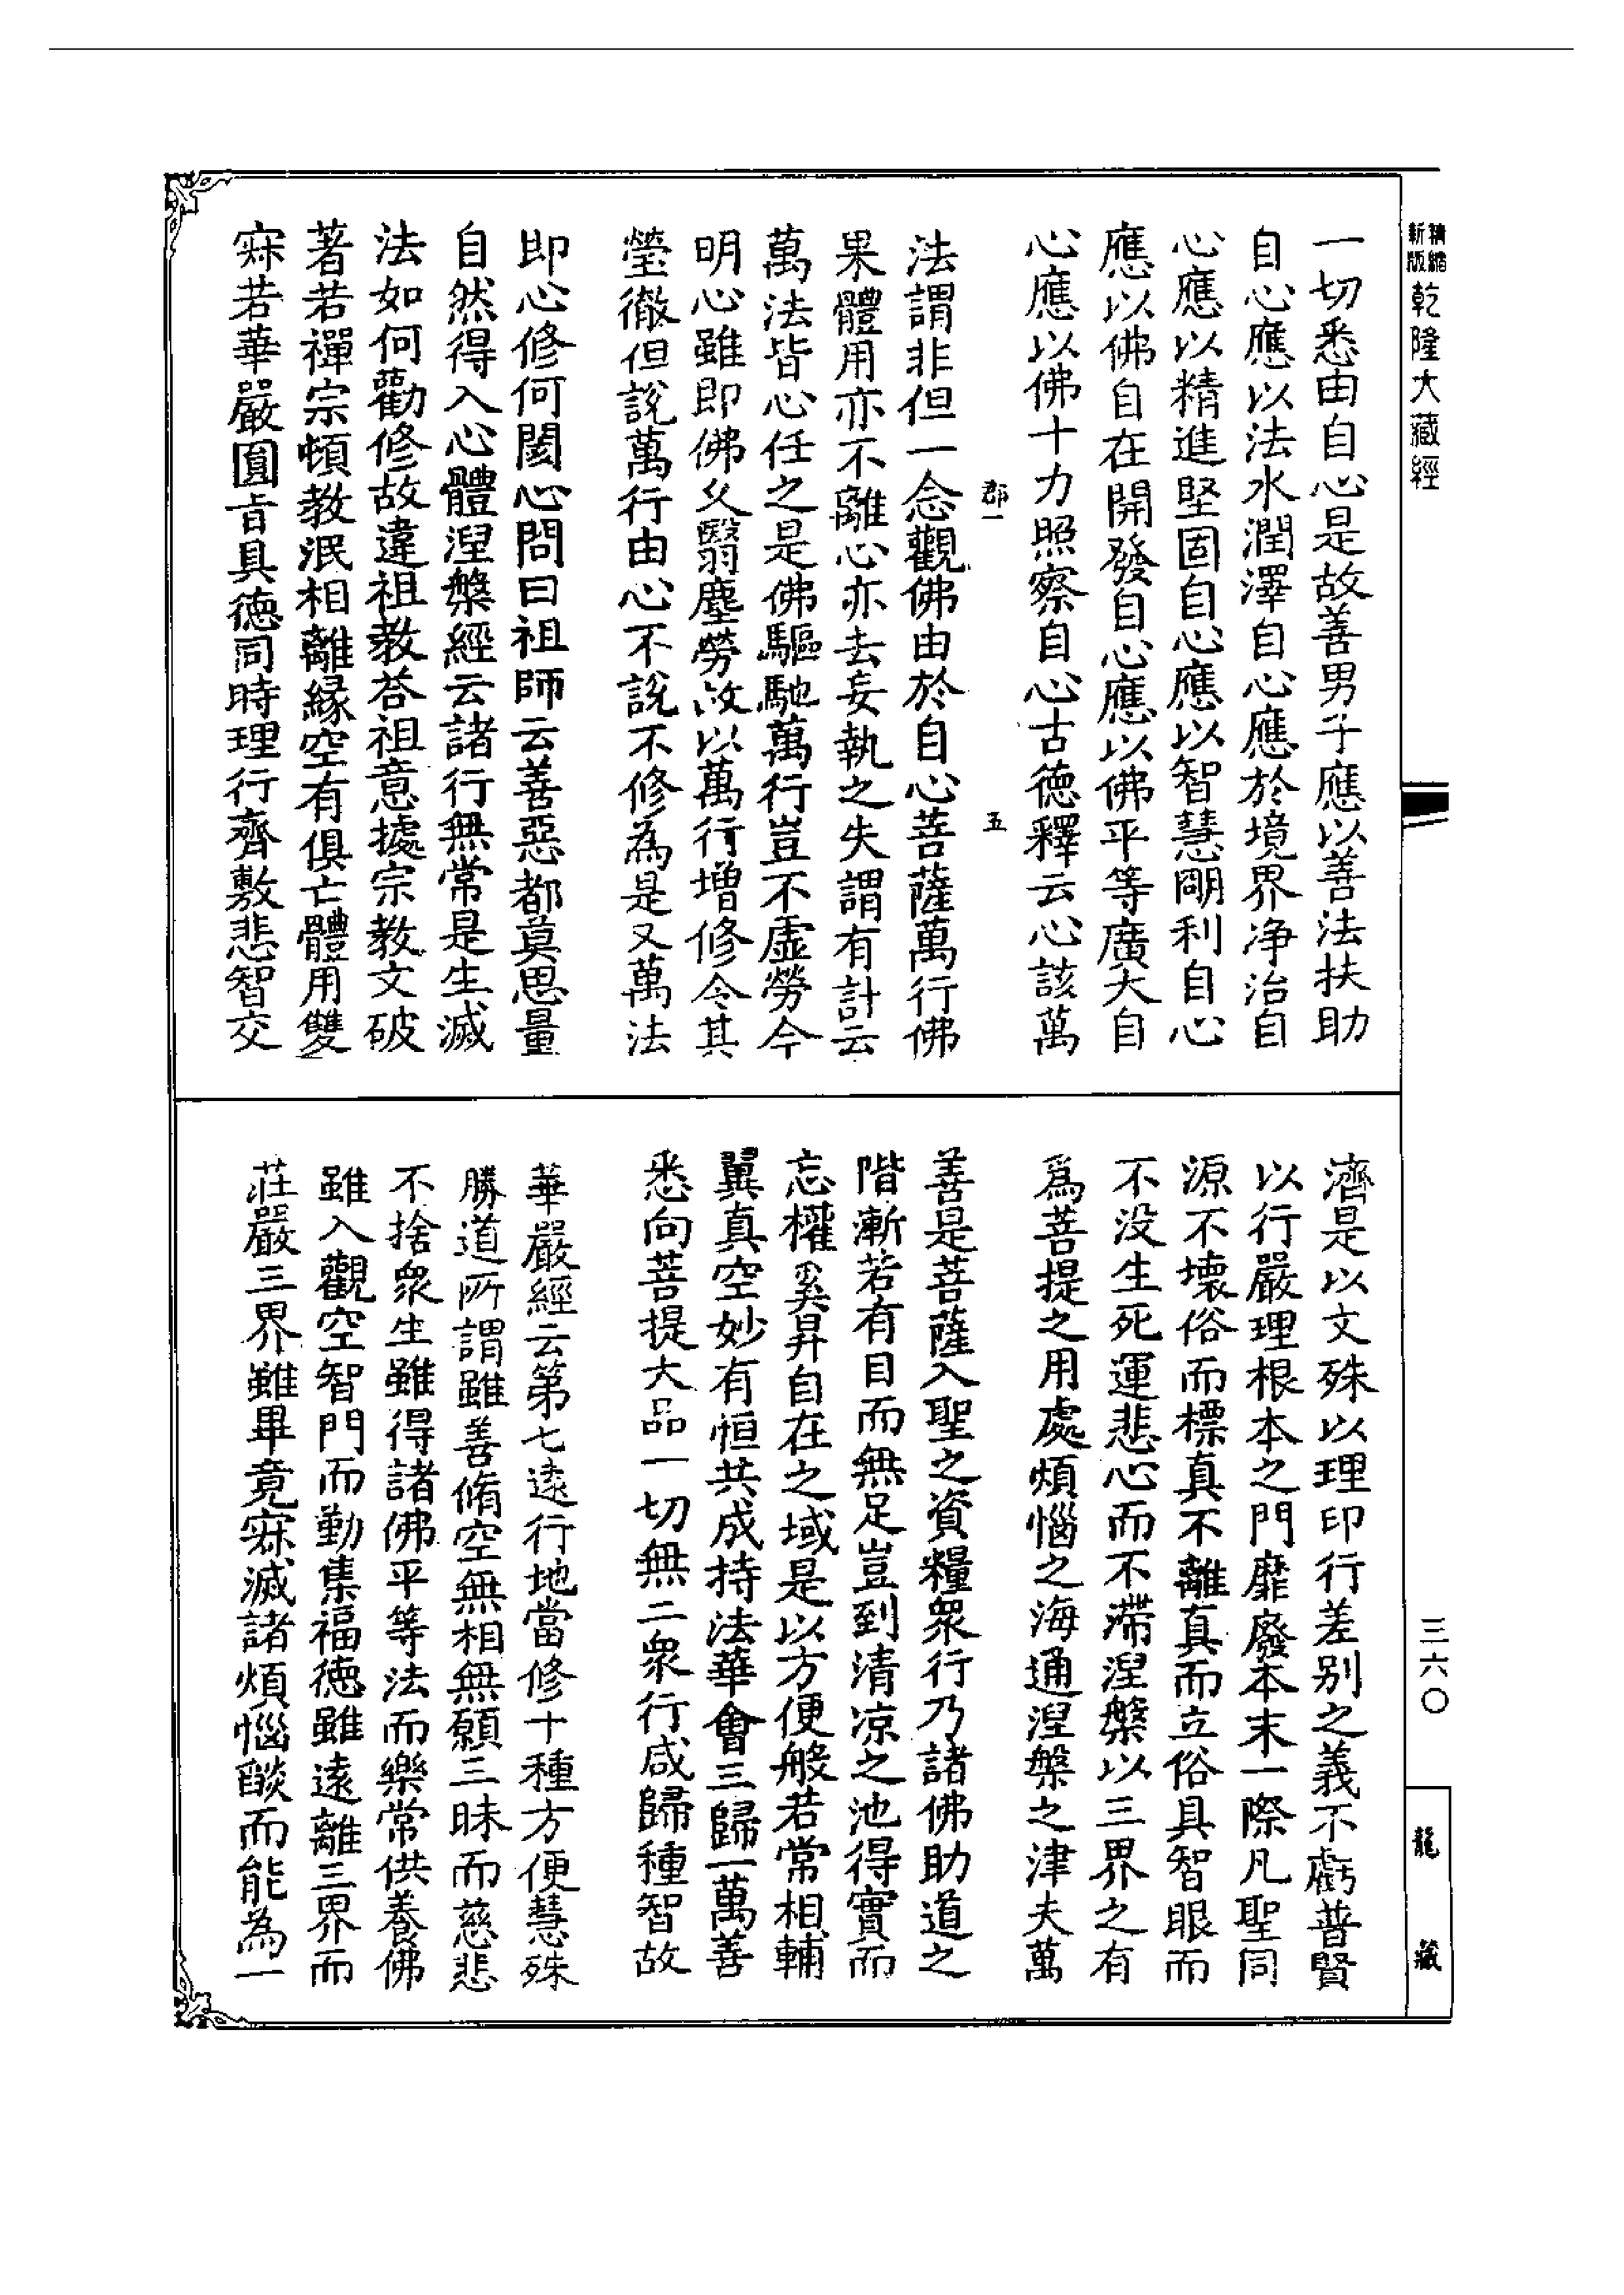 精縮新版乾隆大藏經
一切悉由自心是故善男子應以善法扶助
自心應以法水潤澤自心應於境界净治自
心應以精進堅固自心應以智慧明利自心
應以佛自在開發自心應以佛平等廣大自
心應以佛十力照察自心古德釋云心該萬
郡一 五
法謂非但一念觀佛由於自心菩薩萬行佛
果體用亦不離心亦去妄執之失謂有計云
萬法皆心任之是佛驅馳萬行豈不虛勞今
明心雖即佛久翳塵勞故以萬行增修令其
瑩徹但說萬行由心不說不修為是又萬法
即心修何閡心問曰祖師云善惡都莫思量
自然得入心體涅槃經云諸行無常是生滅
法如何勸修故違祖教荅祖意據宗教文破
著若禪宗頓教泯相離緣空有俱亡體用雙
寂若華嚴圓旨具德同時理行齊敷悲智交
濟是以文殊以理印行差別之義不虧普賢
以行嚴理根本之門靡廢本末一際凡聖同
源不壞俗而標真不離真而立俗具智眼而
不没生死運悲心而不滯涅槃以三界之有
爲菩提之用處煩惱之海通涅槃之津夫萬
善是菩薩入聖之資糧衆行乃諸佛助道之
階漸若有目而無足豈到清凉之池得實而
忘權奚昇自在之域是以方便般若常相輔
翼真空妙有恒共成持法華會三歸一萬善
悉向菩提大品一切無二衆行咸歸種智故
華嚴經云第七遠行地當修十種方便慧殊
勝道所謂雖善脩空無相無願三昧而慈悲
不捨衆生雖得諸佛平等法而樂常供養佛
雖入觀空智門而勤集福德雖遠離三界而
莊嚴三界雖畢竟寂滅諸煩惱燄而能為一
三六〇
龍藏